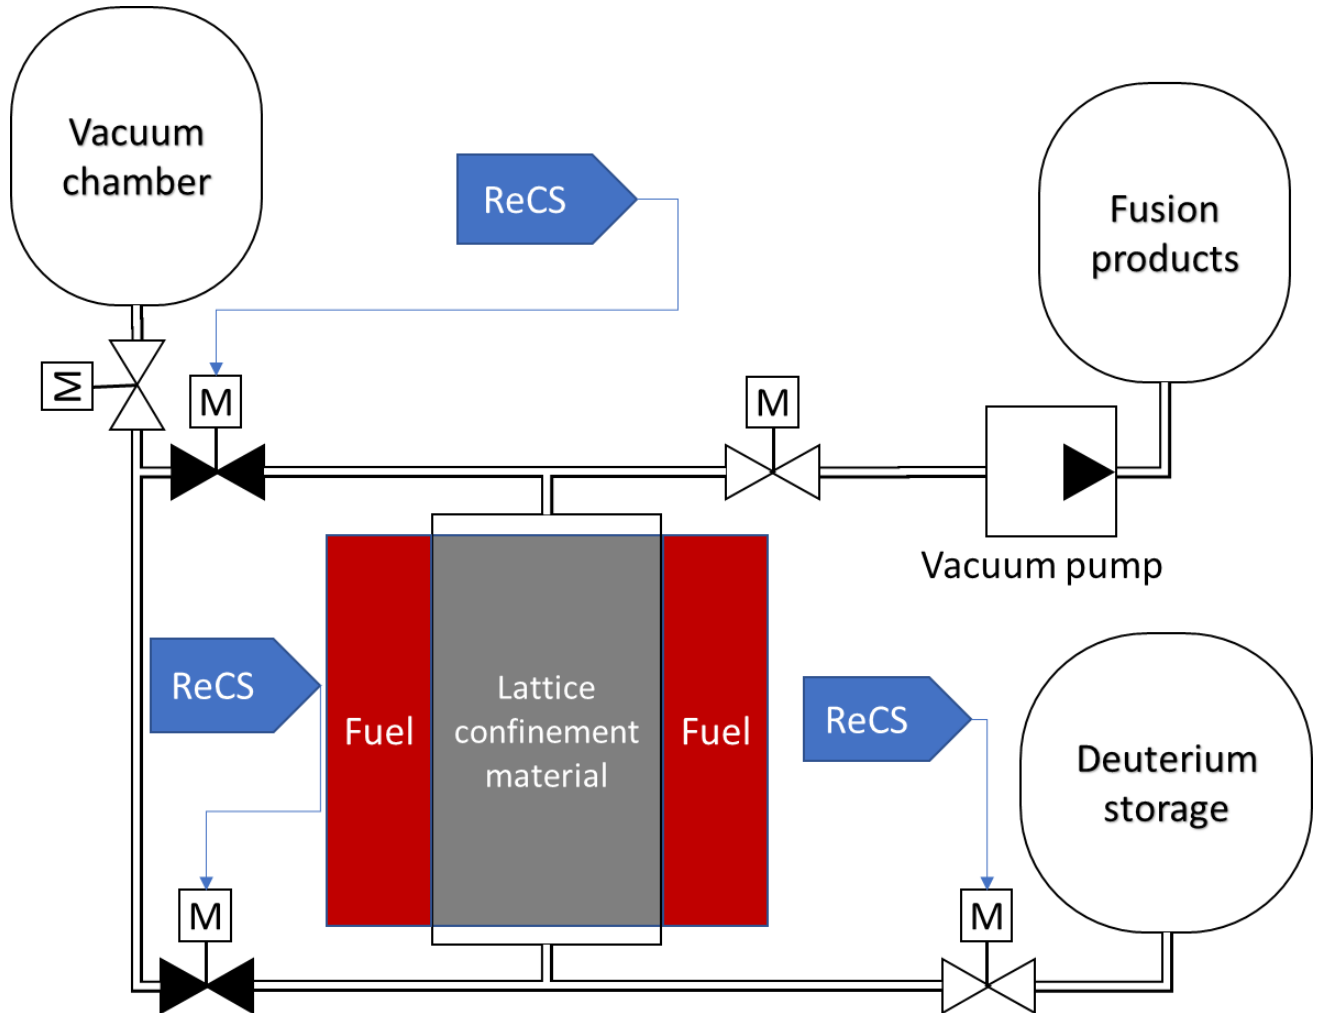 Vacuum
chamber
ReCS
Fusion
products
M
M
M
Vacuum pump
ReCS
Fuel
Lattice
confinement
material
Fuel
ReCS
Deuterium
storage
M
M